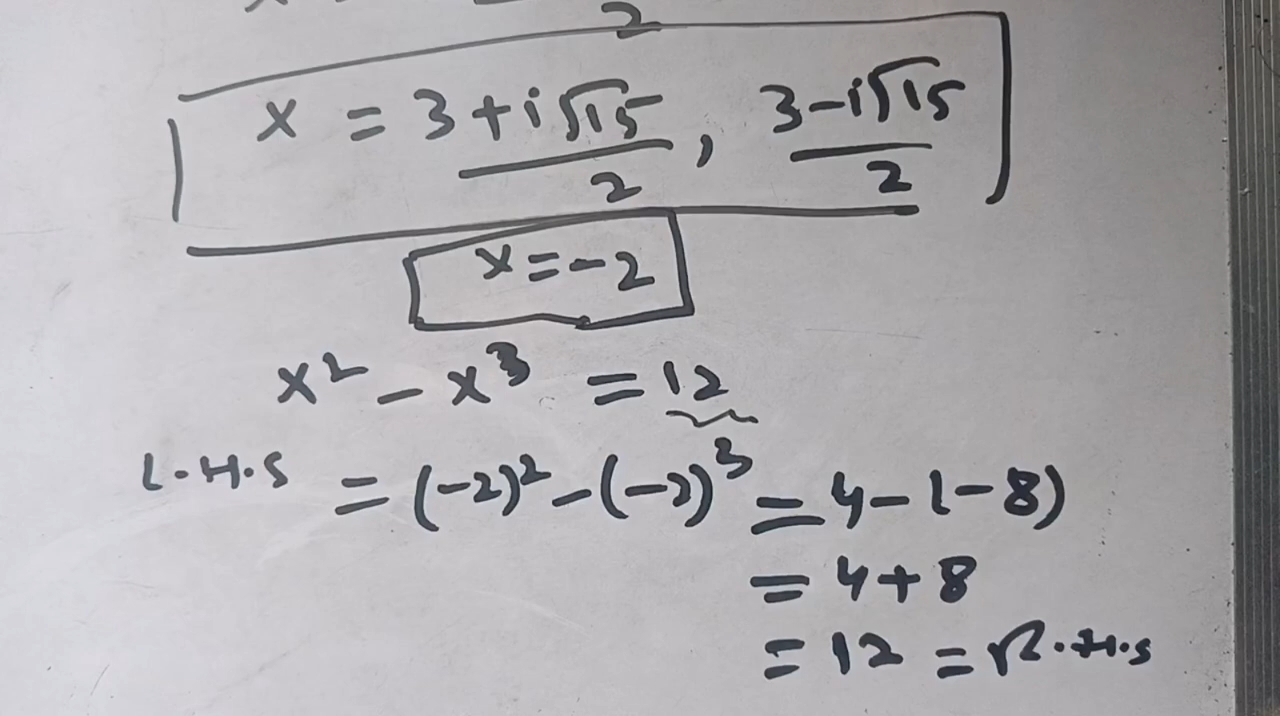 2
x = 3+i√15/2, 3-i√15/2
x=-2
x² - x³ = 12
L.H.S = (-2)² - (-2)³ = 4-(-8)
= 4+8
= 12 = R.H.S